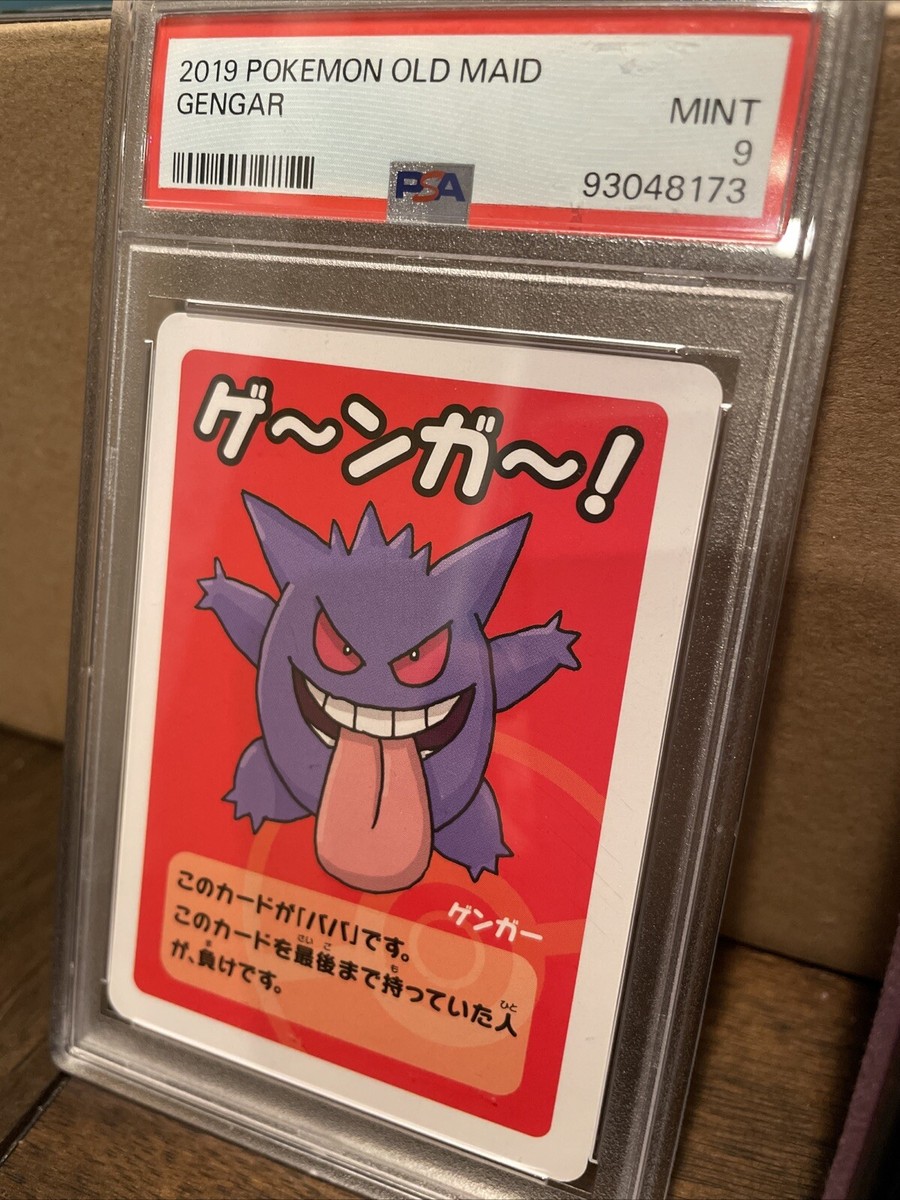 2019 POKEMON OLD MAID
GENGAR
MINT
9
PSA
93048173
ゲ〜ンガ〜!
ゲンガー
このカードが「ババ」です。
このカードを最後まで持っていた人
が、負けです。